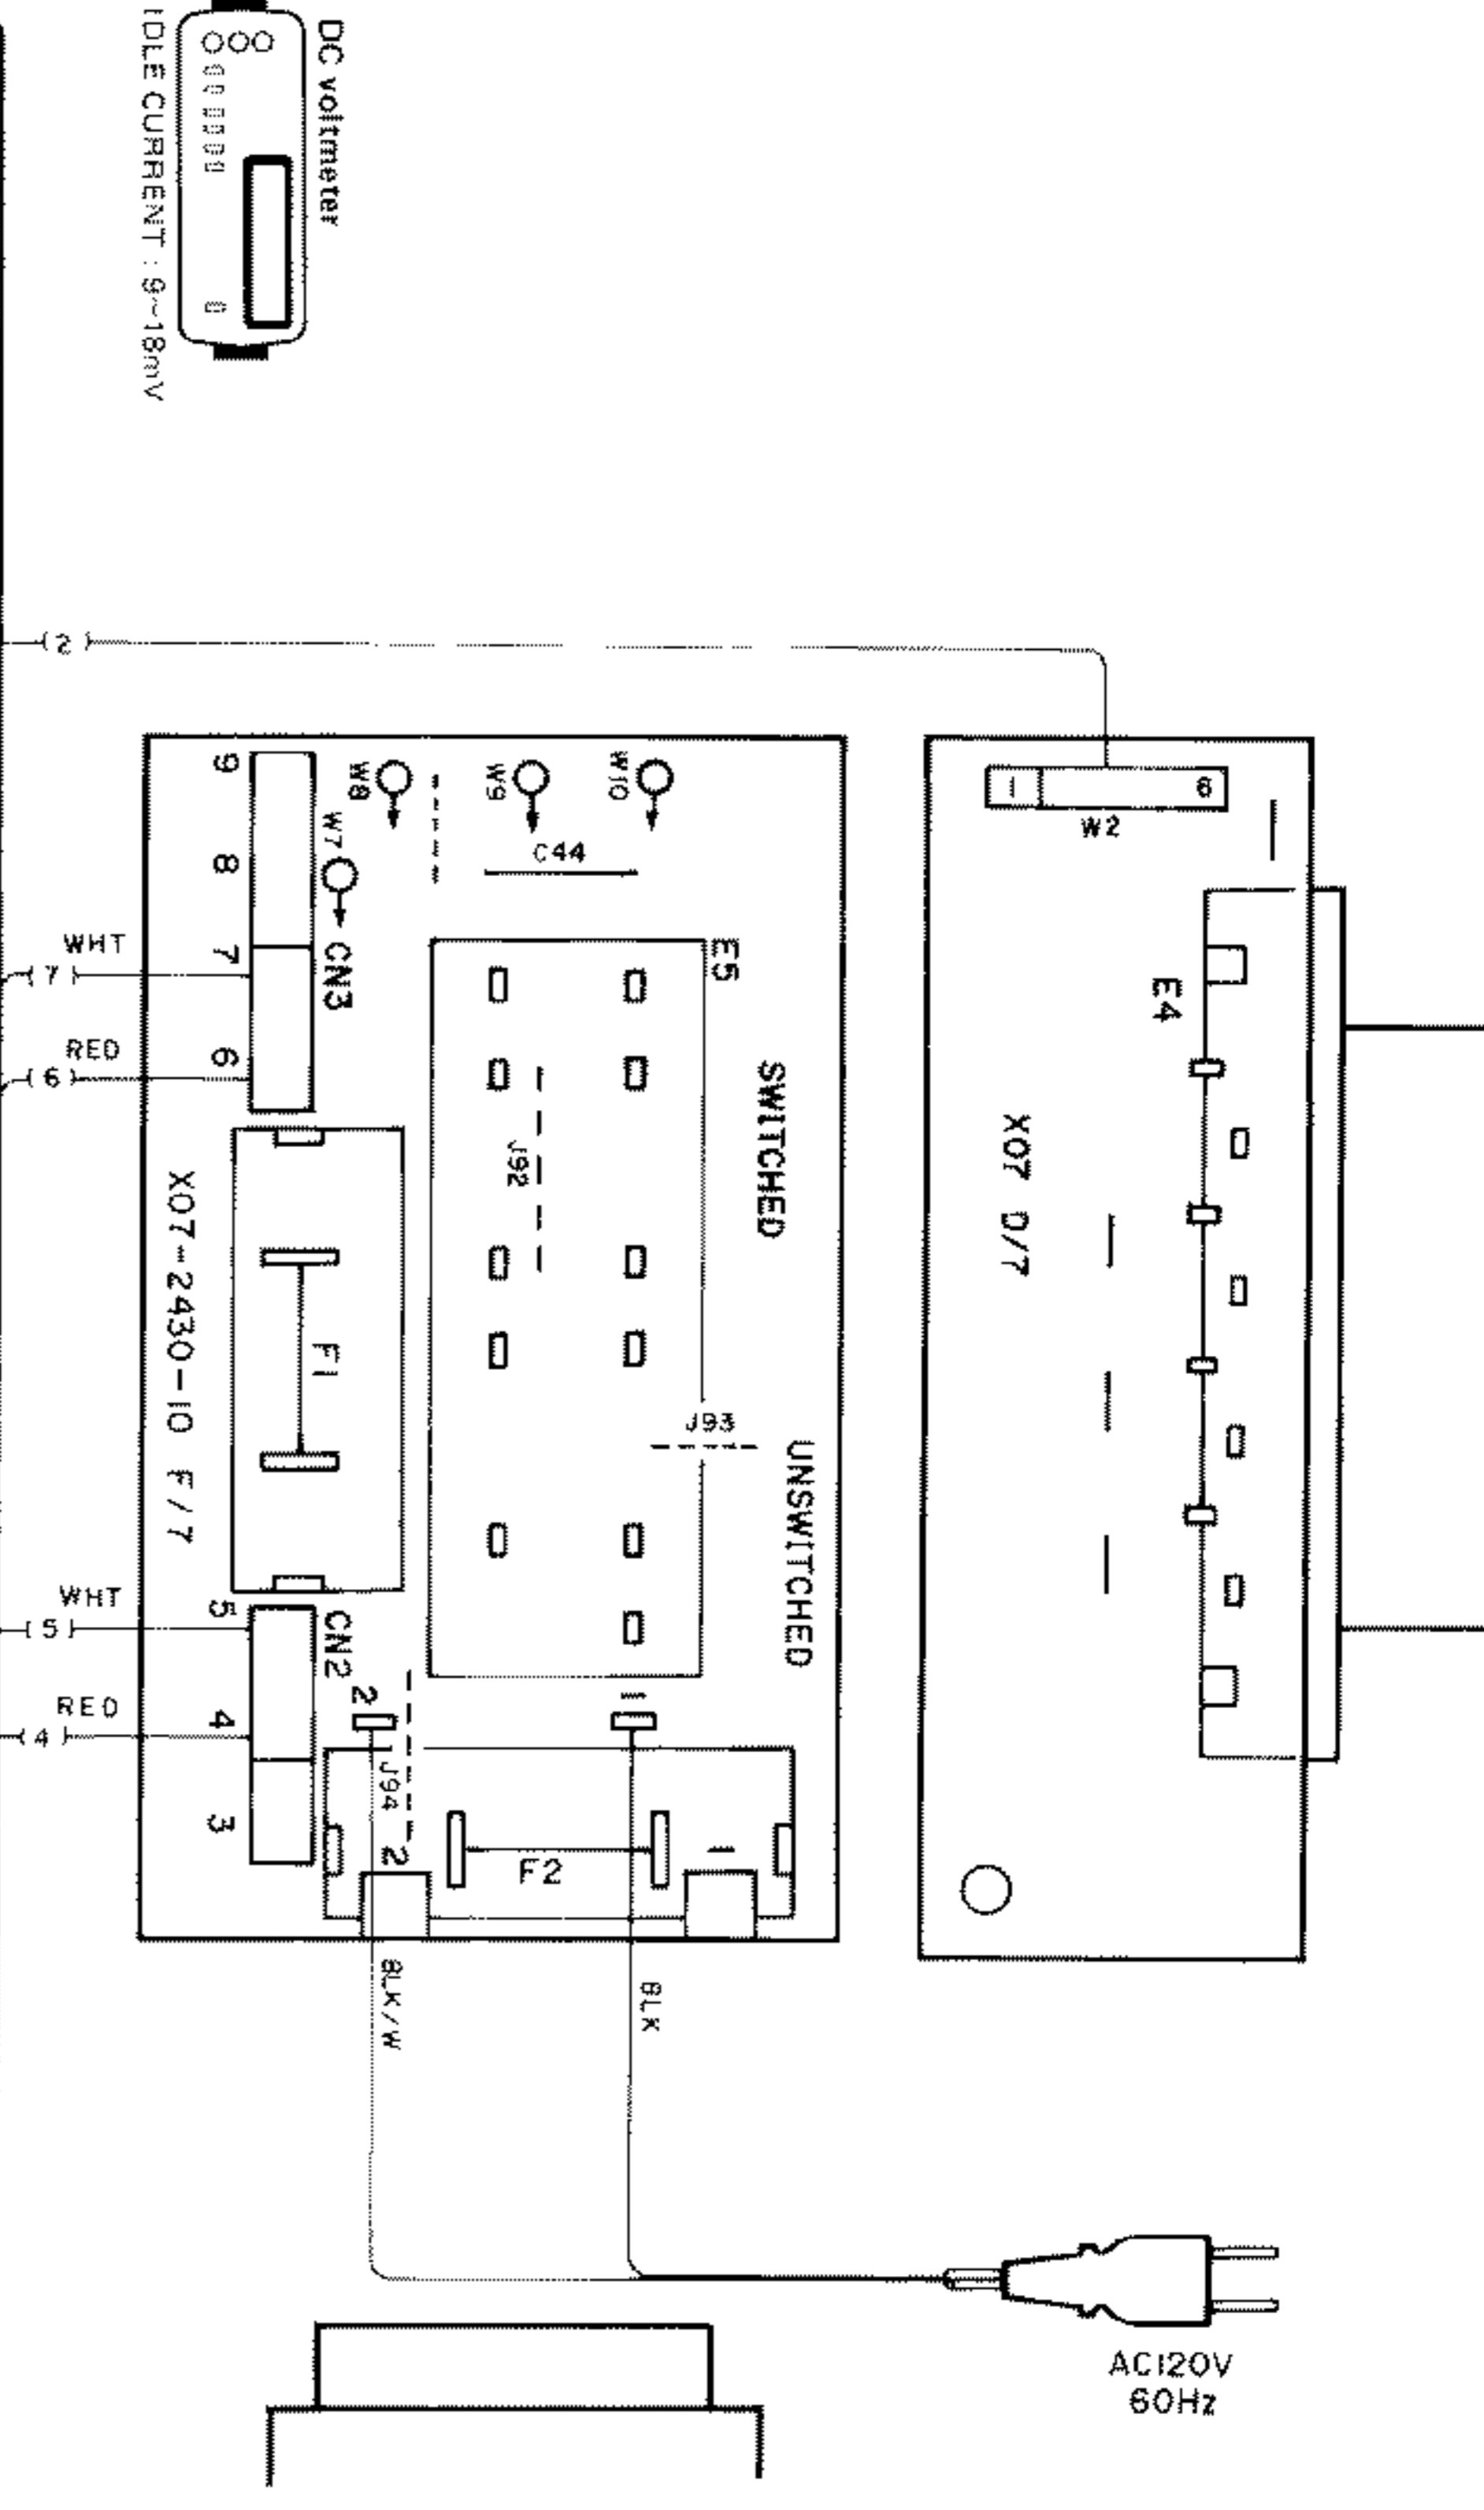 DC voltmeter
IDLE CURRENT : 9~18mV
(2)
9
W8
W9
W10
1
6
W2
W7
C44
8
WHT
7
(7)
CN3
E5
E4
RED
6
(6)
SWITCHED
J92
X07 D/7
X07-2430-10 F/7
F1
J93
UNSWITCHED
WHT
5
(5)
CN2
RED
4
(4)
2
1
J94
3
2
F2
1
BLK/W
BLK
AC120V
60Hz